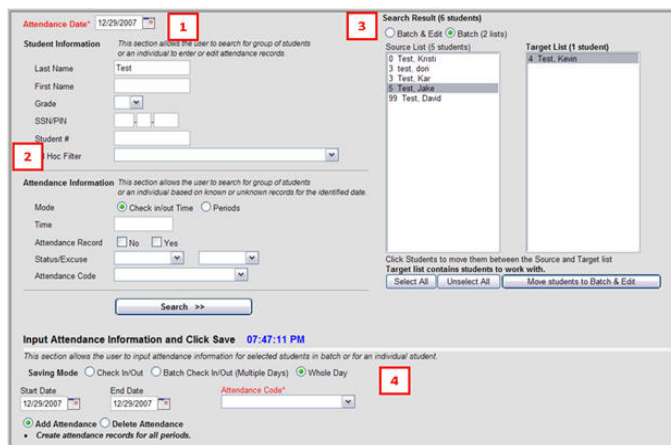 Attendance Date* 12/29/2007
1
Student Information This section allows the user to search for group of students
or an individual to enter or edit attendance records.
Last Name Test
First Name
Grade
SSN/PIN - -
Student #
2
Hoc Filter
Attendance Information This section allows the user to search for group of students
or an individual based on known or unknown records for the identified date.
Mode Check in/out Time Periods
Time
Attendance Record No Yes
Status/Excuse
Attendance Code
Search >>
Search Result (6 students)
3
Batch & Edit Batch (2 lists)
Source List (5 students)
0 Test, Kristi
3 test, dori
3 Test, Kar
5 Test, Jake
99 Test, David
Target List (1 student)
4 Test, Kevin
Click Students to move them between the Source and Target list
Target list contains students to work with.
Select All Unselect All Move students to Batch & Edit
Input Attendance Information and Click Save 07:47:11 PM
This section allows the user to input attendance information for selected students in batch or for an individual student.
Saving Mode Check In/Out Batch Check In/Out (Multiple Days) Whole Day
4
Start Date End Date Attendance Code*
12/29/2007 12/29/2007
Add Attendance Delete Attendance
• Create attendance records for all periods.